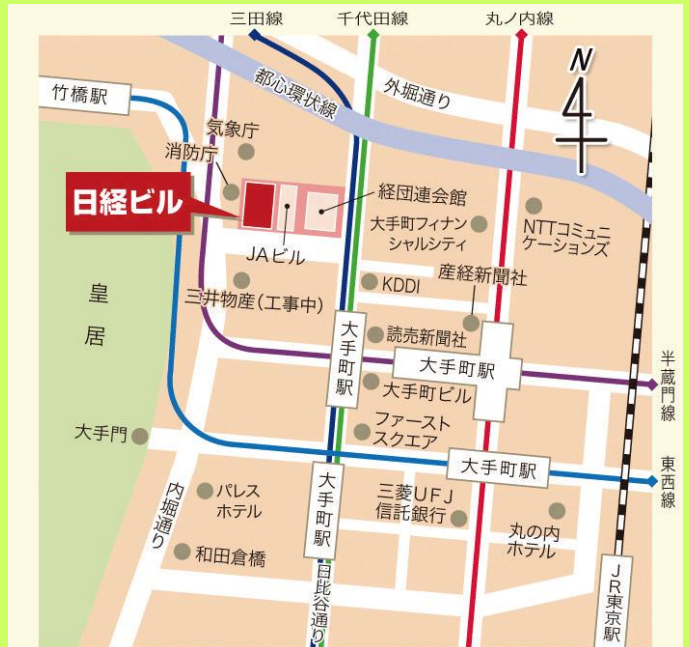 三田線
千代田線
丸ノ内線
N
竹橋駅
都心環状線
外堀通り
気象庁
消防庁
日経ビル
経団連会館
大手町フィナン
シャルシティ
NTTコミュニ
ケーションズ
JAビル
皇居
三井物産(工事中)
KDDI
産経新聞社
大手町駅
読売新聞社
大手町駅
半蔵門線
大手町ビル
大手門
ファースト
スクエア
大手町駅
東西線
内堀通り
パレス
ホテル
大手町駅
三菱UFJ
信託銀行
丸の内
ホテル
和田倉橋
日比谷通り
JR東京駅